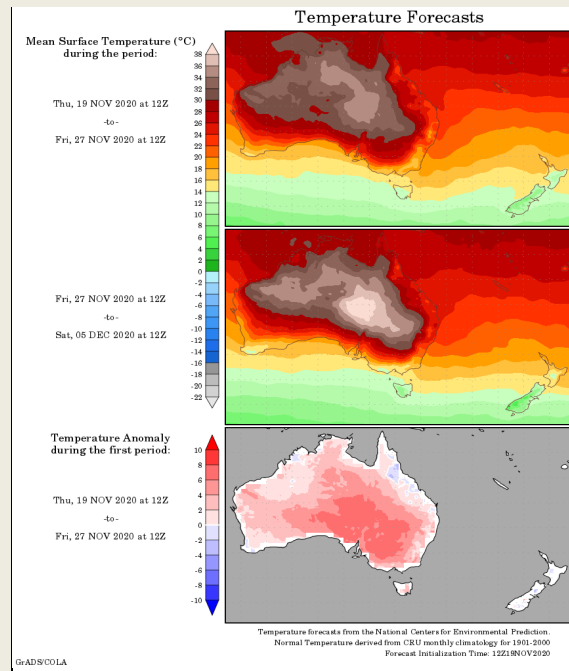 Temperature Forecasts
Mean Surface Temperature (°C)
during the period:
Thu, 19 NOV 2020 at 12Z
-to-
Fri, 27 NOV 2020 at 12Z
38
36
34
32
30
28
26
24
22
20
18
16
14
12
10
8
6
4
2
0
-2
-4
-6
-8
-10
-12
-14
-16
-18
-20
-22
Fri, 27 NOV 2020 at 12Z
-to-
Sat, 05 DEC 2020 at 12Z
Temperature Anomaly
during the first period:
Thu, 19 NOV 2020 at 12Z
-to-
Fri, 27 NOV 2020 at 12Z
10
8
6
4
2
0
-2
-4
-6
-8
-10
Temperature forecasts from the National Centers for Environmental Prediction.
Normal Temperature derived from CRU monthly climatology for 1901-2000
Forecast Initialization Time: 12Z19NOV2020
GrADS/COLA